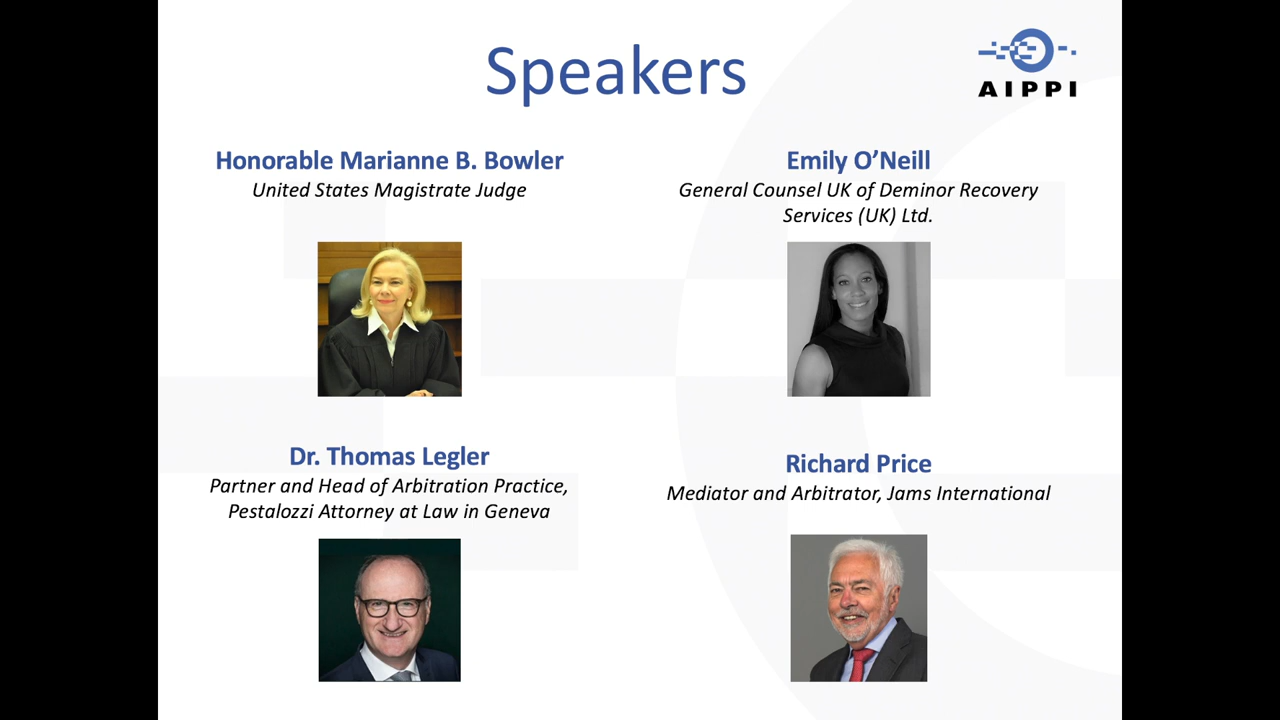 Speakers
AIPPI
Honorable Marianne B. Bowler
United States Magistrate Judge
Emily O’Neill
General Counsel UK of Deminor Recovery
Services (UK) Ltd.
Dr. Thomas Legler
Partner and Head of Arbitration Practice,
Pestalozzi Attorney at Law in Geneva
Richard Price
Mediator and Arbitrator, Jams International